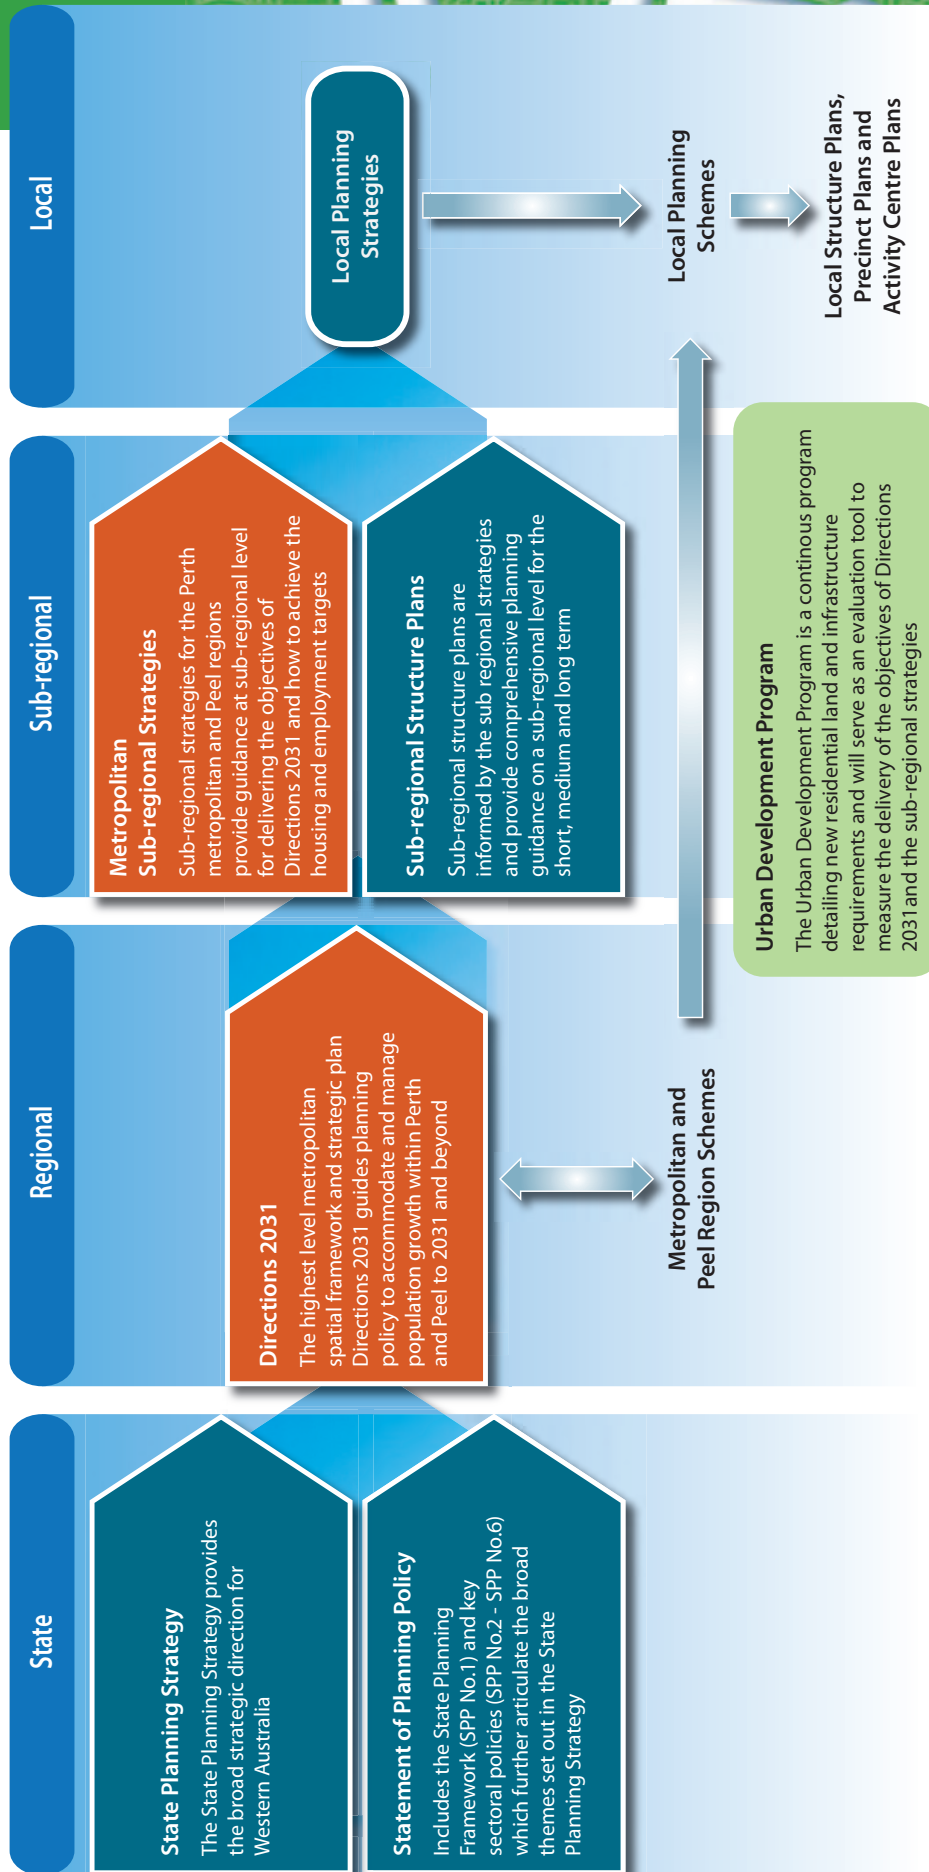 State
State Planning Strategy
The State Planning Strategy provides
the broad strategic direction for
Western Australia
Statement of Planning Policy
Includes the State Planning
Framework (SPP No.1) and key
sectoral policies (SPP No.2 - SPP No.6)
which further articulate the broad
themes set out in the State
Planning Strategy
Regional
Directions 2031
The highest level metropolitan
spatial framework and strategic plan
Directions 2031 guides planning
policy to accommodate and manage
population growth within Perth
and Peel to 2031 and beyond
Metropolitan and
Peel Region Schemes
Sub-regional
Metropolitan
Sub-regional Strategies
Sub-regional strategies for the Perth
metropolitan and Peel regions
provide guidance at sub-regional level
for delivering the objectives of
Directions 2031 and how to achieve the
housing and employment targets
Sub-regional Structure Plans
Sub-regional structure plans are
informed by the sub regional strategies
and provide comprehensive planning
guidance on a sub-regional level for the
short, medium and long term
Urban Development Program
The Urban Development Program is a continous program
detailing new residential land and infrastructure
requirements and will serve as an evaluation tool to
measure the delivery of the objectives of Directions
2031and the sub-regional strategies
Local
Local Planning
Strategies
Local Planning
Schemes
Local Structure Plans,
Precinct Plans and
Activity Centre Plans